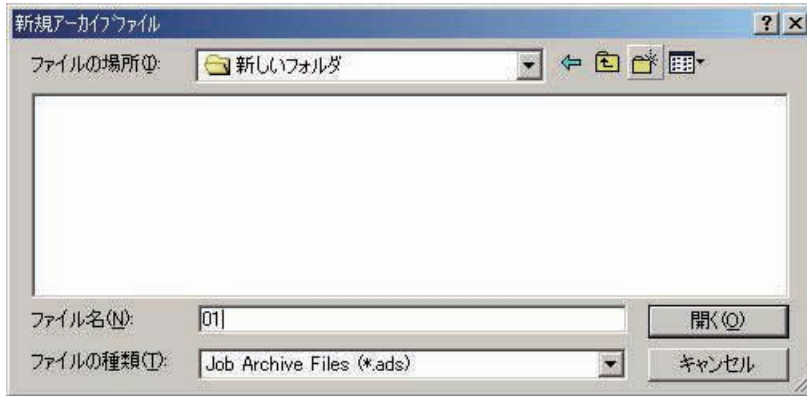 新規アーカイブファイル
ファイルの場所(I):
新しいフォルダ
ファイル名(N):
01
開く(O)
ファイルの種類(T):
Job Archive Files (*.ads)
キャンセル